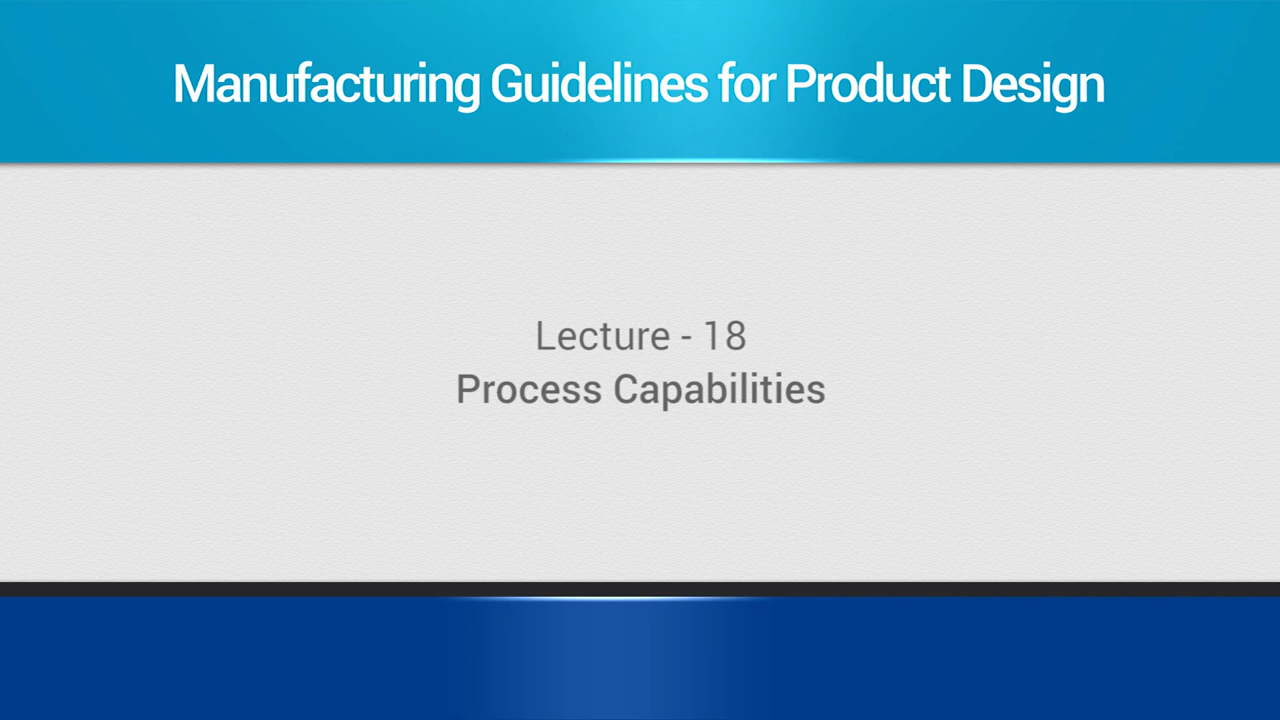 Manufacturing Guidelines for Product Design
Lecture - 18
Process Capabilities